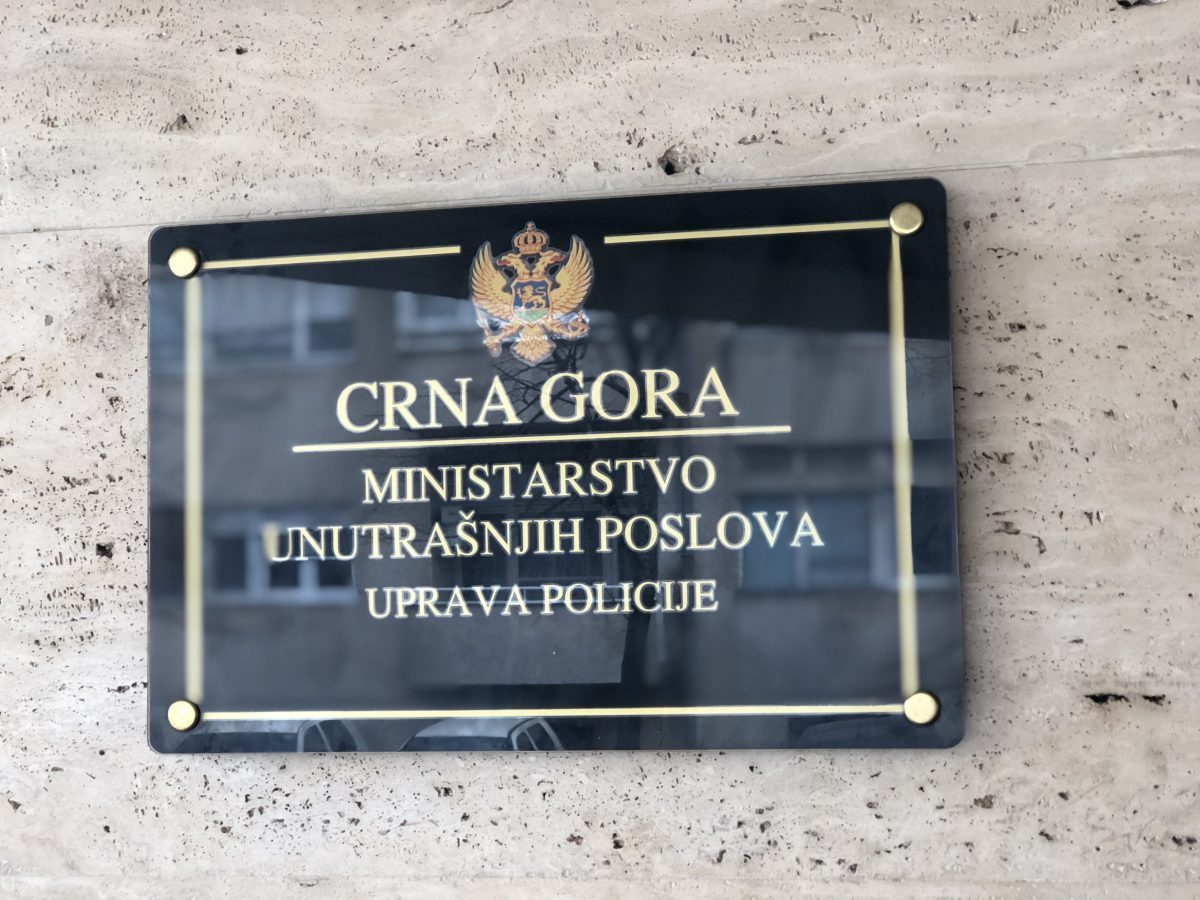 CRNA GORA
MINISTARSTVO
UNUTRAŠNJIH POSLOVA
UPRAVA POLICIJE